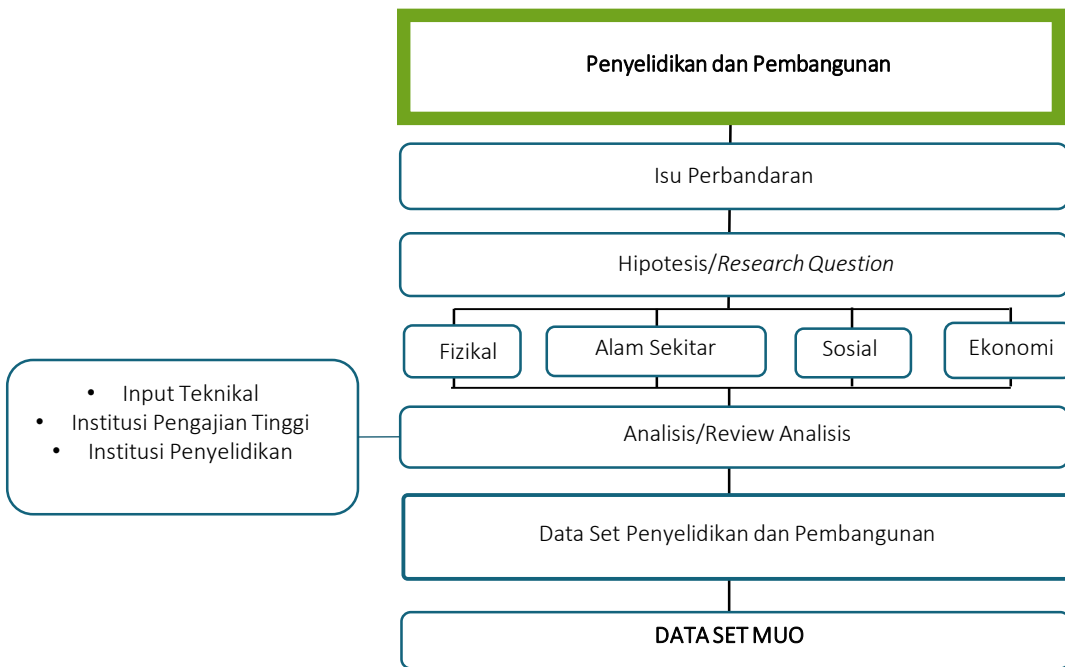 Penyelidikan dan Pembangunan
Isu Perbandaran
Hipotesis/Research Question
Fizikal
Alam Sekitar
Sosial
Ekonomi
• Input Teknikal
• Institusi Pengajian Tinggi
• Institusi Penyelidikan
Analisis/Review Analisis
Data Set Penyelidikan dan Pembangunan
DATA SET MUO